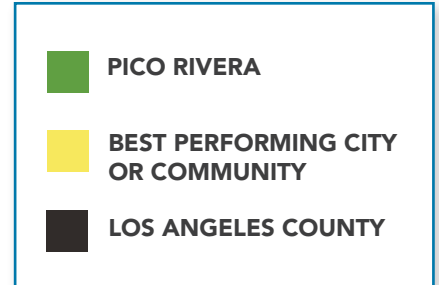 PICO RIVERA
BEST PERFORMING CITY
OR COMMUNITY
LOS ANGELES COUNTY